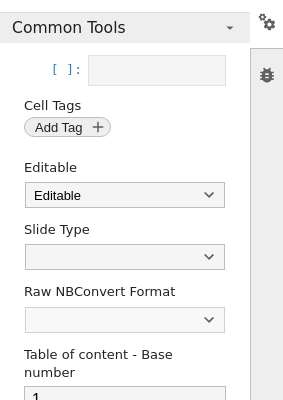 Common Tools
[ ]:
Cell Tags
Add Tag +
Editable
Editable
Slide Type
Raw NBConvert Format
Table of content - Base
number
1